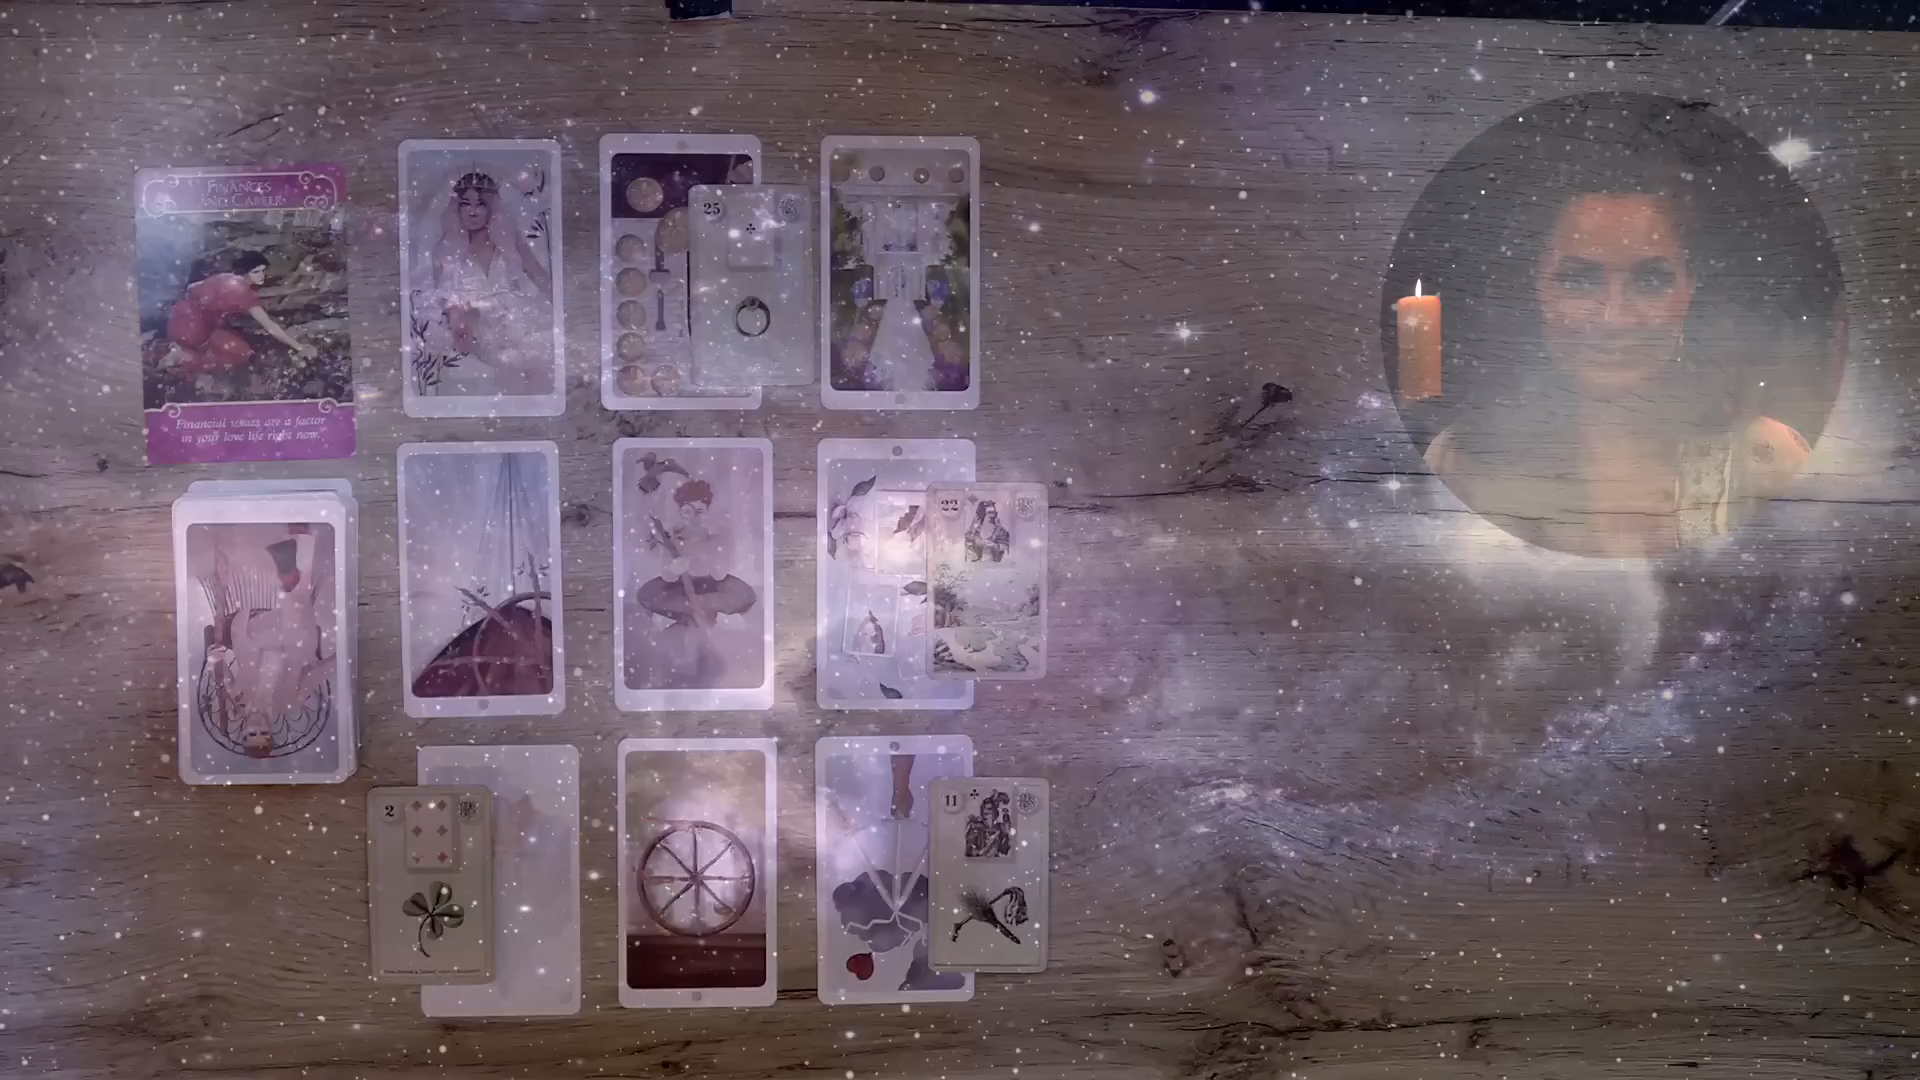 FINANCES
AND CAREER
Financial issues are a factor
in your love life right now.
25
22
2
11